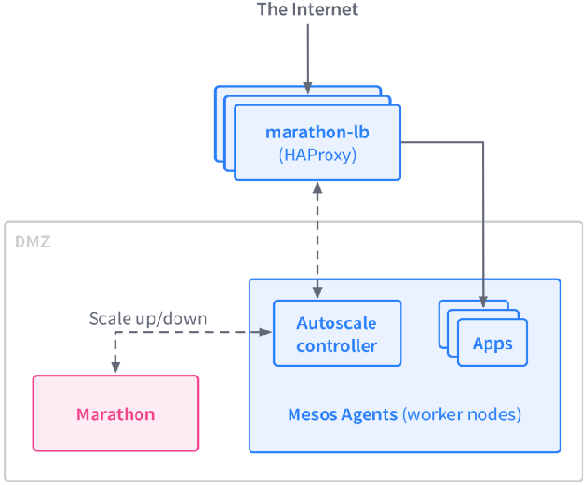 The Internet
marathon-lb
(HAProxy)
DMZ
Scale up/down
Autoscale
controller
Apps
Marathon
Mesos Agents (worker nodes)